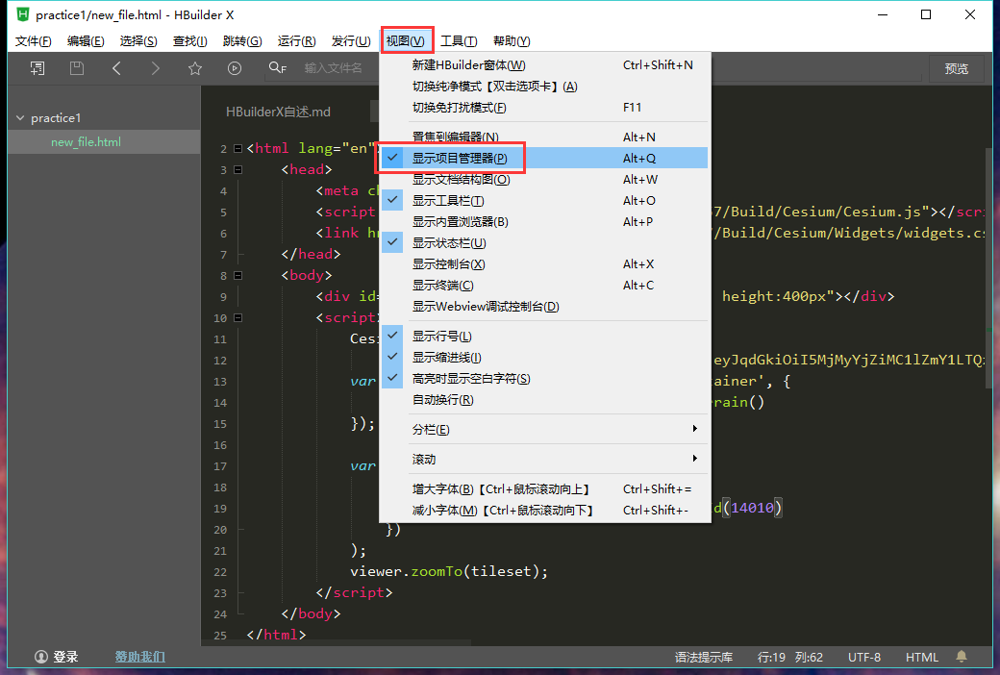 practice1/new_file.html - HBuilder X
文件(F) 编辑(E) 选择(S) 查找(I) 跳转(G) 运行(R) 发行(U) 视图(V) 工具(T) 帮助(Y)
输入文件名
预览
practice1
new_file.html
HBuilderX自述.md
新建HBuilder窗体(W) Ctrl+Shift+N
切换纯净模式【双击选项卡】(A)
切换免打扰模式(F) F11
置焦到编辑器(N) Alt+N
显示项目管理器(P) Alt+Q
显示文档结构图(O) Alt+W
显示工具栏(T) Alt+O
显示内置浏览器(B) Alt+P
显示状态栏(U)
显示控制台(X) Alt+X
显示终端(C) Alt+C
显示Webview调试控制台(D)
显示行号(L)
显示缩进线(I)
高亮时显示空白字符(S)
自动换行(R)
分栏(E)
滚动
增大字体(B)【Ctrl+鼠标滚动向上】 Ctrl+Shift+=
减小字体(M)【Ctrl+鼠标滚动向下】 Ctrl+Shift+-
2 <html lang="en"
3 <head>
4 <meta c
5 <script 7/Build/Cesium/Cesium.js"></scri
6 <link h /Build/Cesium/Widgets/widgets.cs
7 </head>
8 <body>
9 <div id= height:400px"></div>
10 <script>
11 Cesi
12 eyJqdGkiOiI5MjMyYjZiMC1lZmY1LTQ
13 var tainer', {
14 rain()
15 });
16
17 var
18
19 d(14010)
20 })
21 );
22 viewer.zoomTo(tileset);
23 </script>
24 </body>
25 </html>
登录 赞助我们 语法提示库 行:19 列:62 UTF-8 HTML